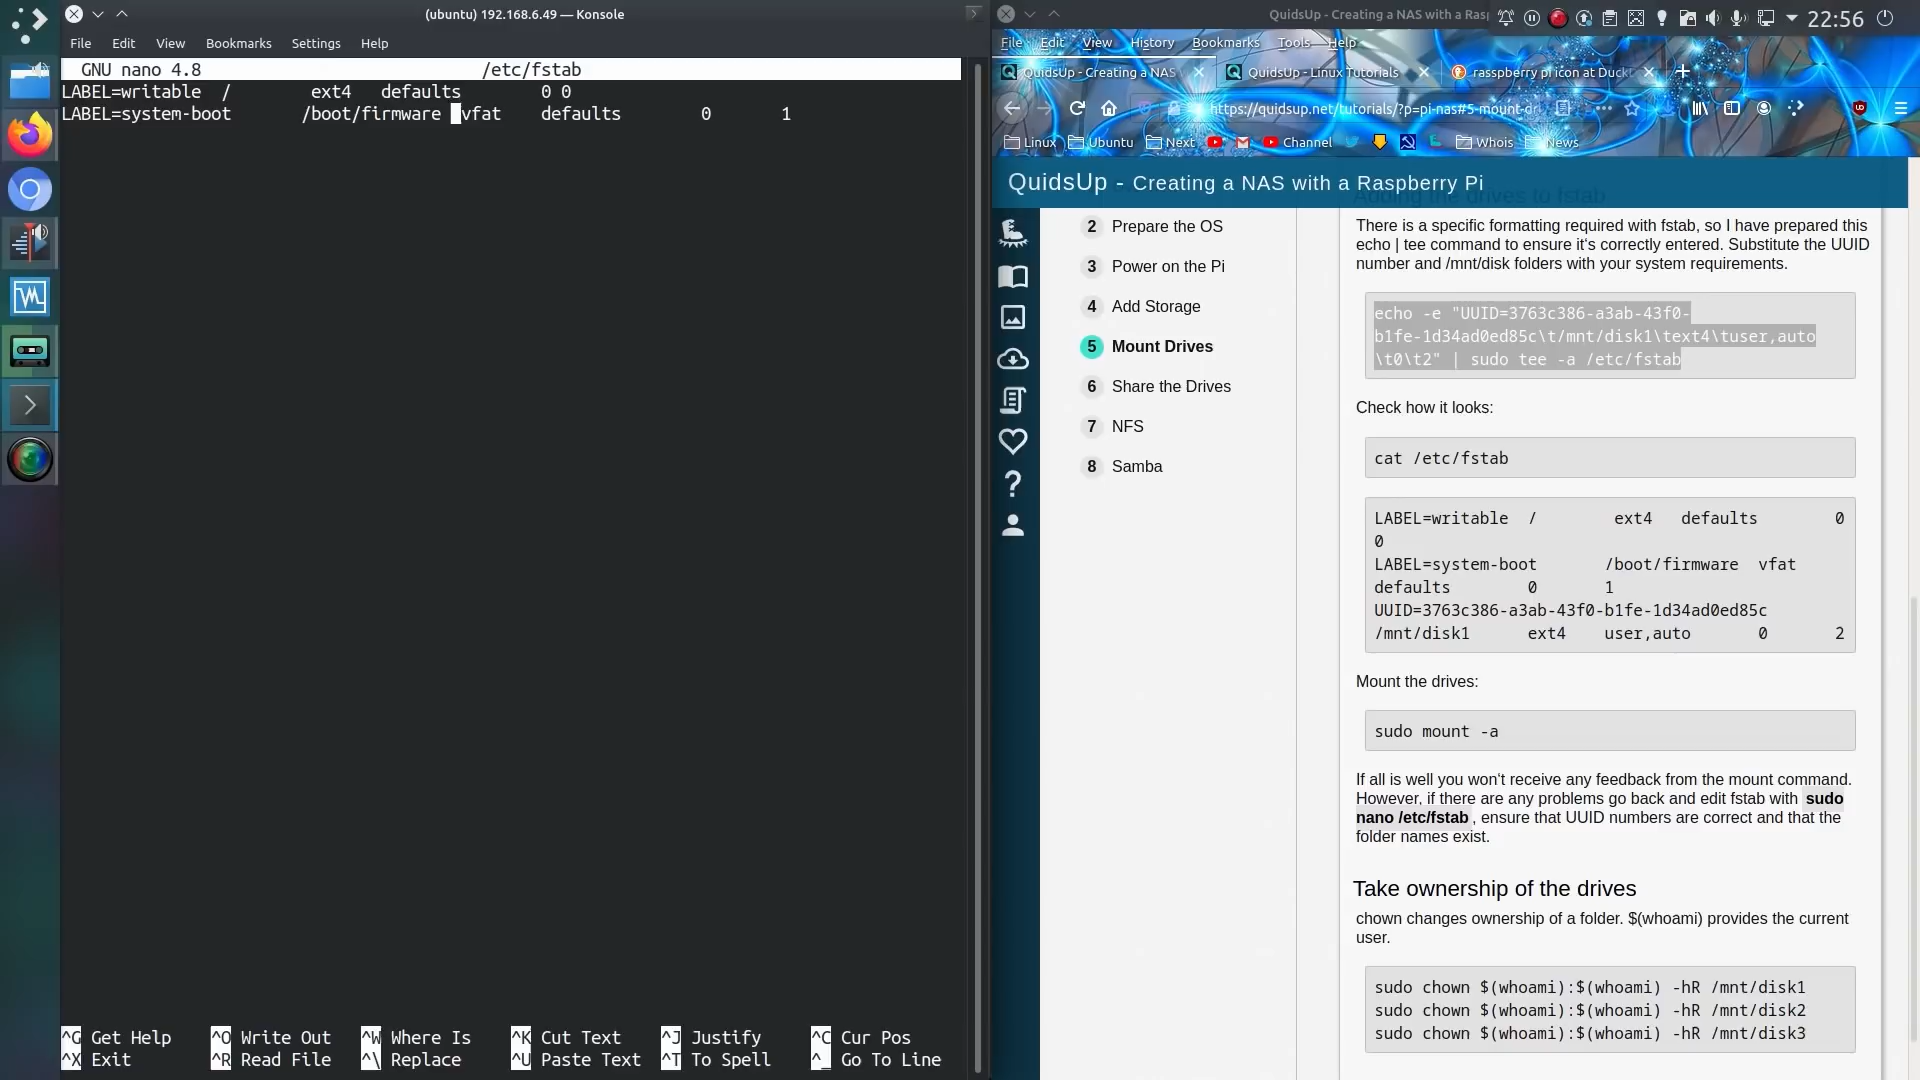 (ubuntu) 192.168.6.49 — Konsole
File Edit View Bookmarks Settings Help
GNU nano 4.8 /etc/fstab
LABEL=writable / ext4 defaults 0 0
LABEL=system-boot /boot/firmware vfat defaults 0 1
^G Get Help ^O Write Out ^W Where Is ^K Cut Text ^J Justify ^C Cur Pos
^X Exit ^R Read File ^\ Replace ^U Paste Text ^T To Spell ^_ Go To Line
QuidsUp - Creating a NAS with a Rasp
22:56
File Edit View History Bookmarks Tools Help
QuidsUp - Creating a NAS
QuidsUp - Linux Tutorials
raspberry pi icon at Duck
https://quidsup.net/tutorials/?p=pi-nas#5-mount-dri
Linux Ubuntu Next Channel Whois News
QuidsUp - Creating a NAS with a Raspberry Pi
2 Prepare the OS
3 Power on the Pi
4 Add Storage
5 Mount Drives
6 Share the Drives
7 NFS
8 Samba
Adding the drives to fstab
There is a specific formatting required with fstab, so I have prepared this
echo | tee command to ensure it's correctly entered. Substitute the UUID
number and /mnt/disk folders with your system requirements.
echo -e "UUID=3763c386-a3ab-43f0-
b1fe-1d34ad0ed85c\t/mnt/disk1\text4\tuser,auto
\t0\t2" | sudo tee -a /etc/fstab
Check how it looks:
cat /etc/fstab
LABEL=writable / ext4 defaults 0
0
LABEL=system-boot /boot/firmware vfat
defaults 0 1
UUID=3763c386-a3ab-43f0-b1fe-1d34ad0ed85c
/mnt/disk1 ext4 user,auto 0 2
Mount the drives:
sudo mount -a
If all is well you won't receive any feedback from the mount command.
However, if there are any problems go back and edit fstab with sudo
nano /etc/fstab , ensure that UUID numbers are correct and that the
folder names exist.
Take ownership of the drives
chown changes ownership of a folder. $(whoami) provides the current
user.
sudo chown $(whoami):$(whoami) -hR /mnt/disk1
sudo chown $(whoami):$(whoami) -hR /mnt/disk2
sudo chown $(whoami):$(whoami) -hR /mnt/disk3